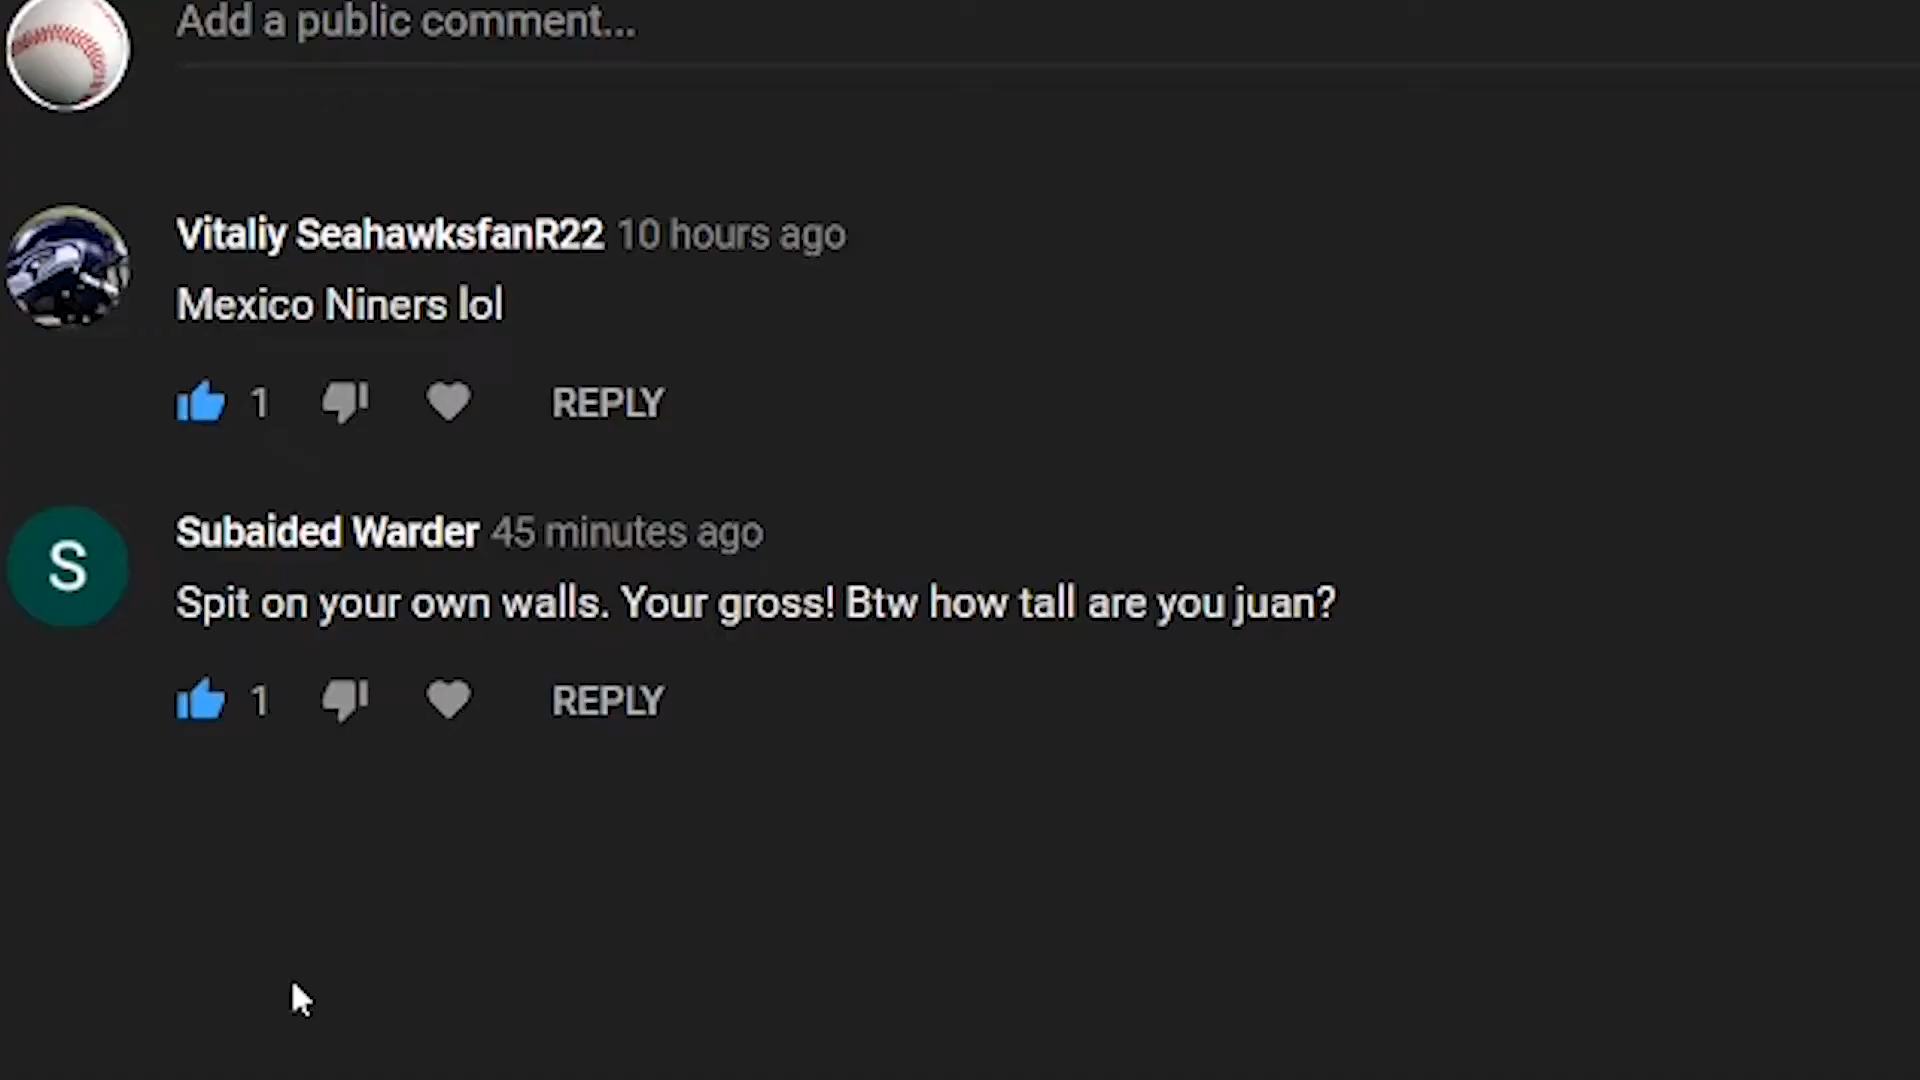 Add a public comment...
Vitaliy SeahawksfanR22 10 hours ago
Mexico Niners lol
1 REPLY
S
Subaided Warder 45 minutes ago
Spit on your own walls. Your gross! Btw how tall are you juan?
1 REPLY